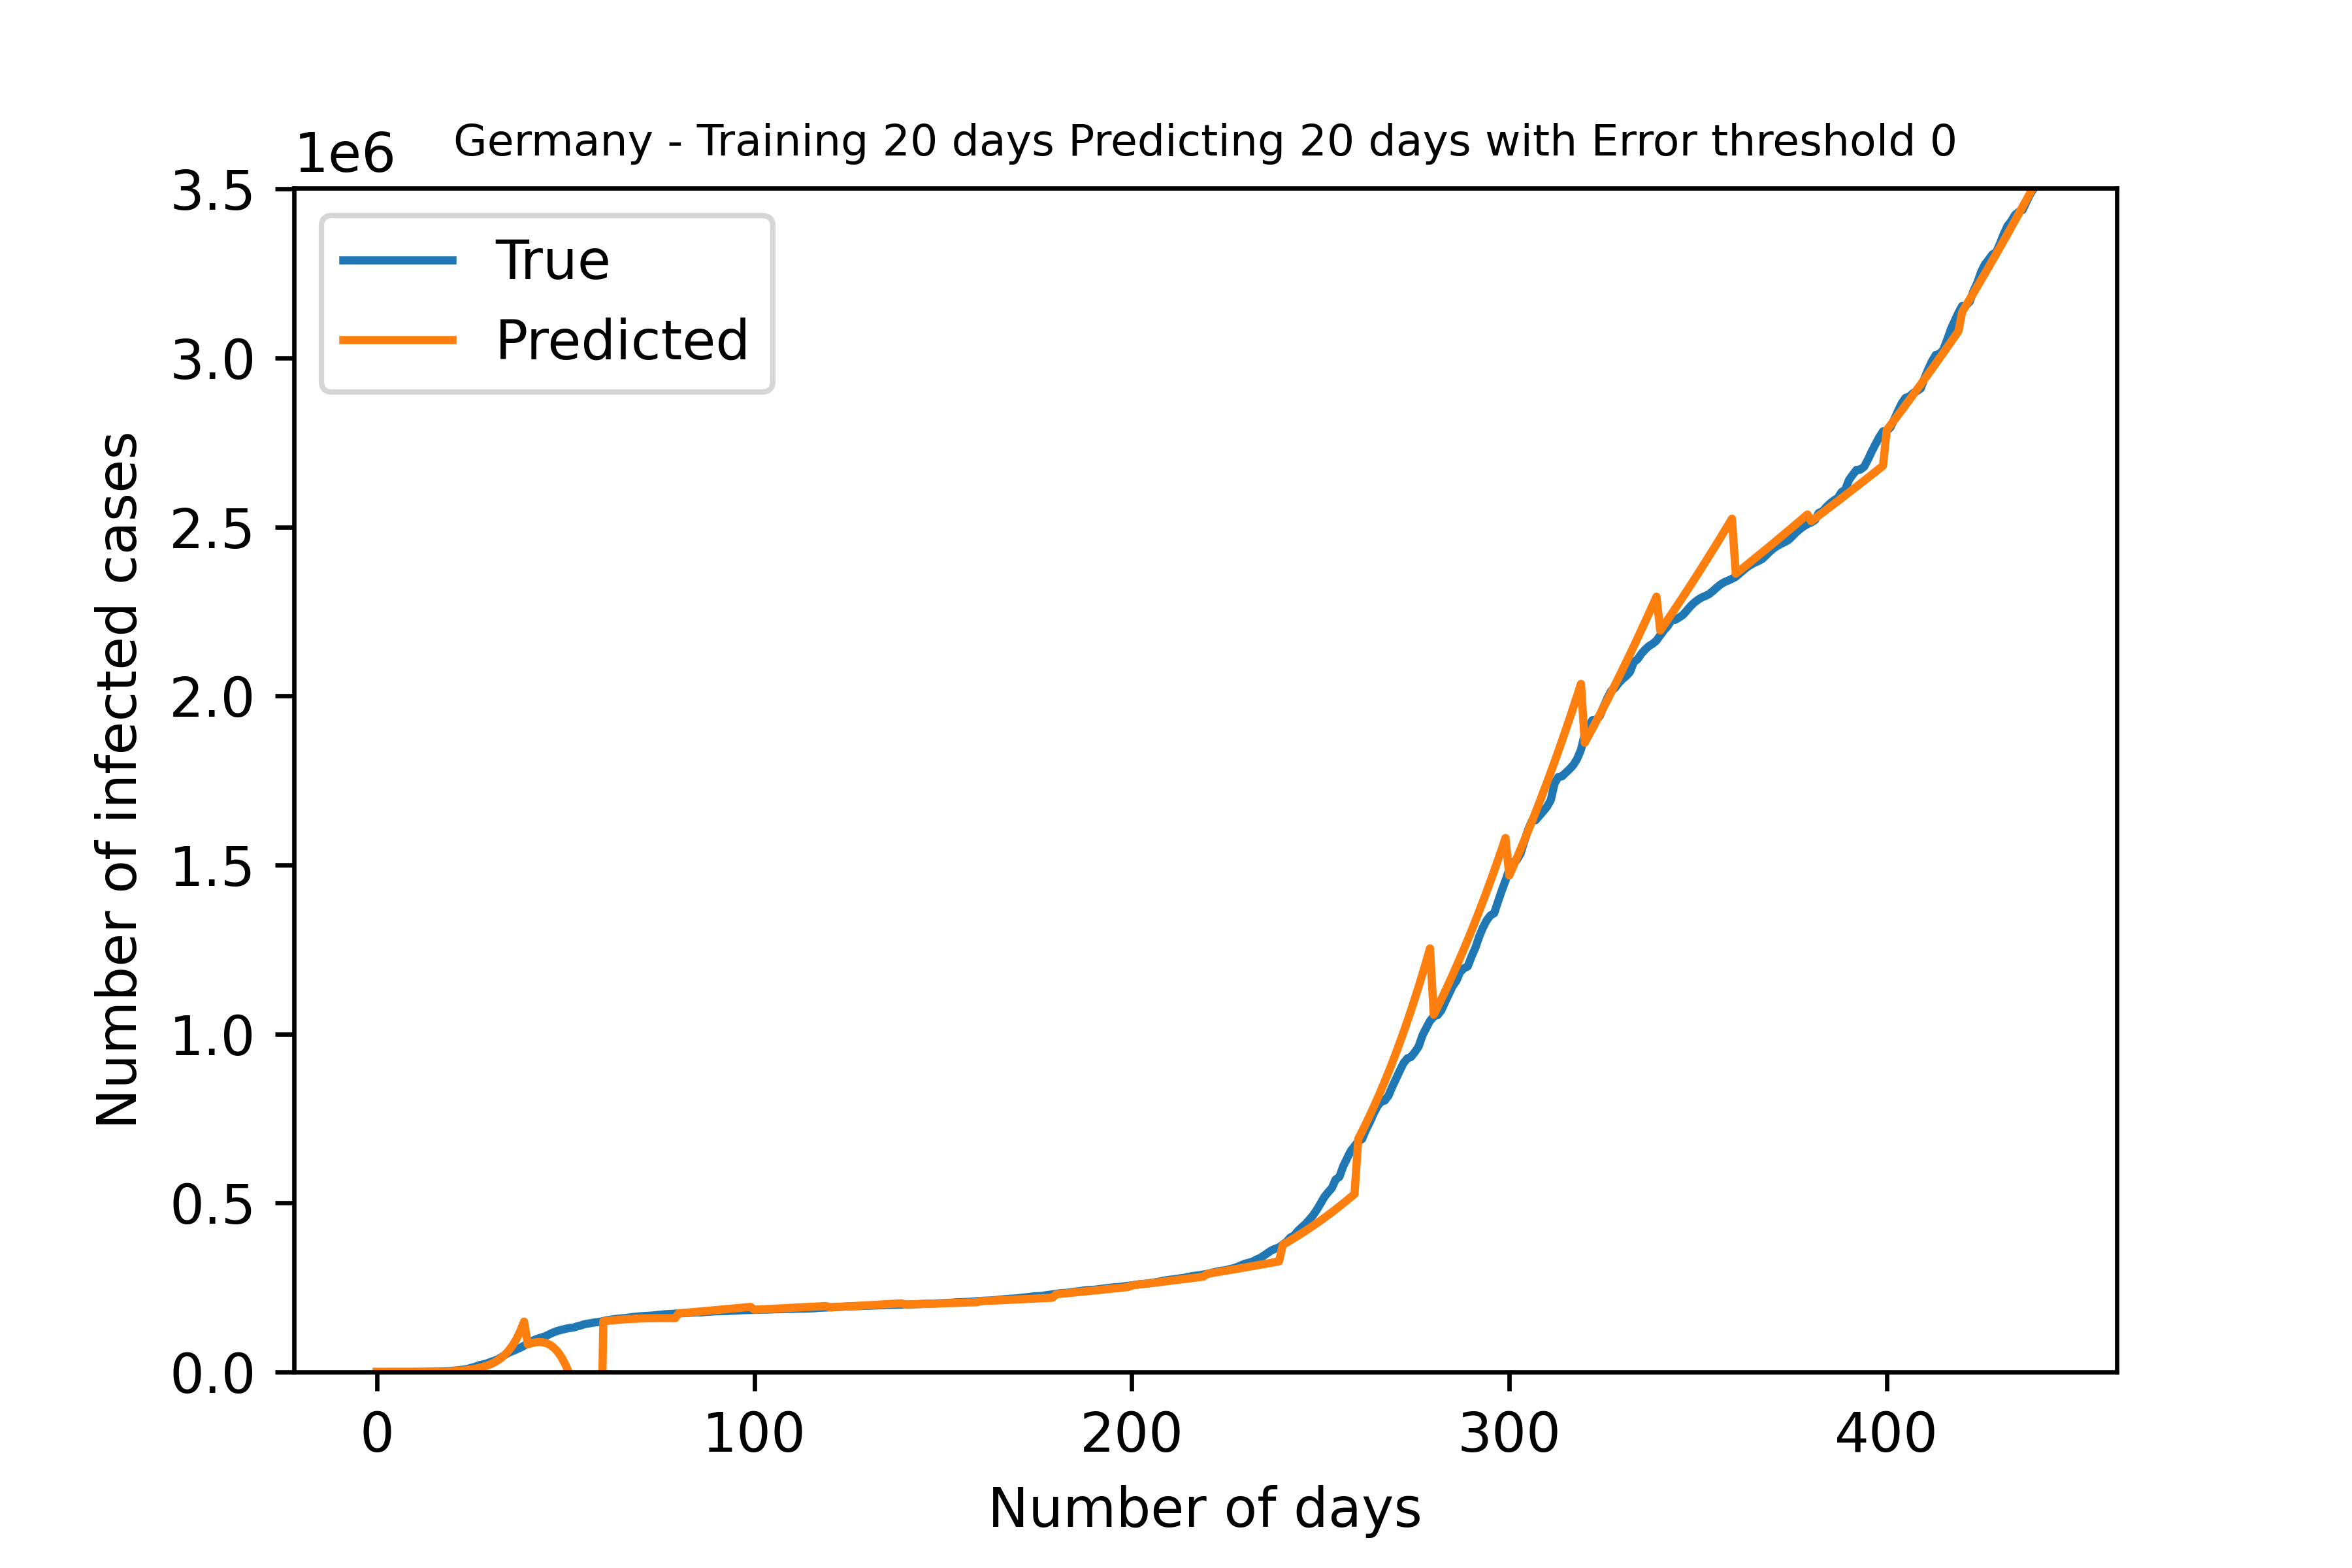 Germany - Training 20 days Predicting 20 days with Error threshold 0
1e6
3.5
3.0
2.5
2.0
1.5
1.0
0.5
0.0
True
Predicted
Number of infected cases
0 100 200 300 400
Number of days